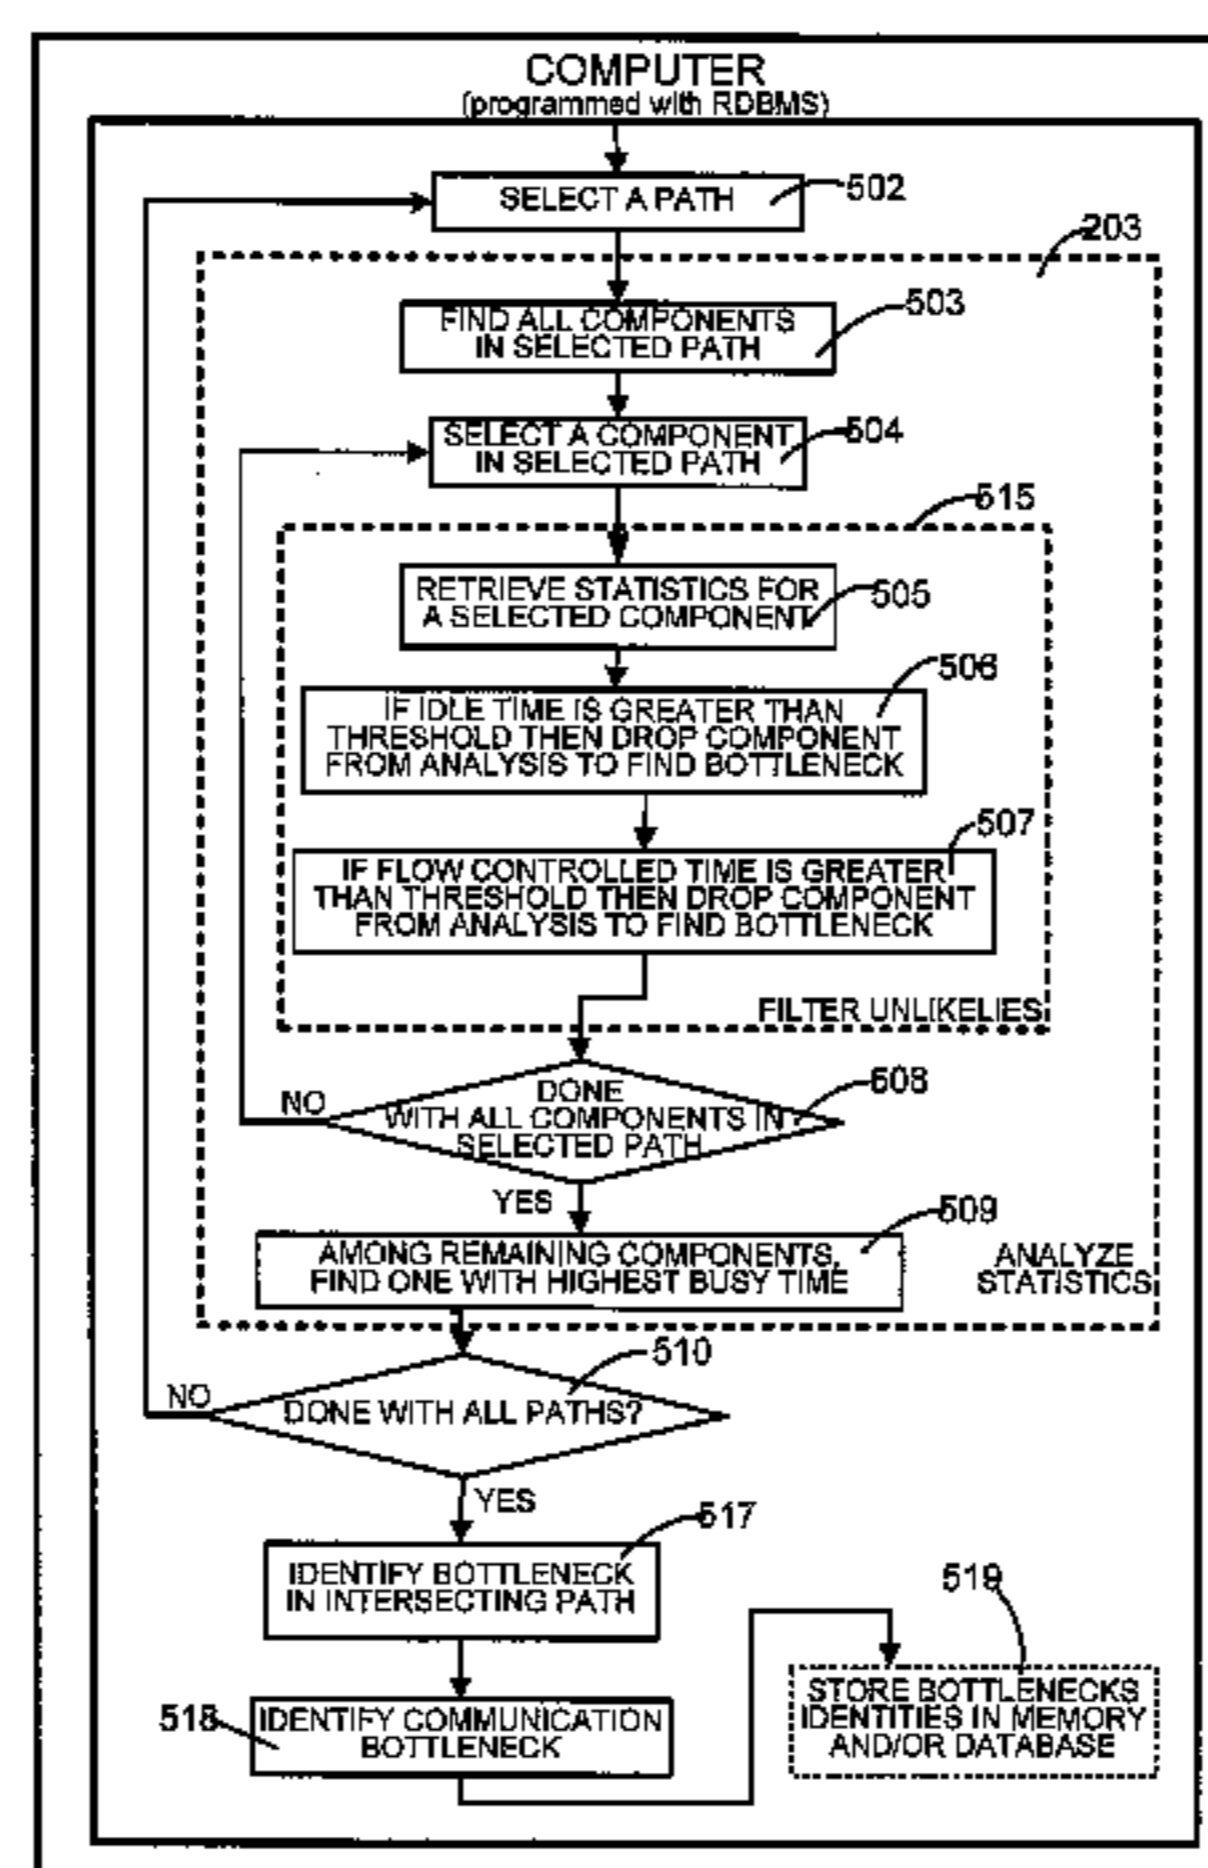 COMPUTER
(programmed with RDBMS)
SELECT A PATH
502
203
FIND ALL COMPONENTS
IN SELECTED PATH
503
SELECT A COMPONENT
IN SELECTED PATH
504
515
RETRIEVE STATISTICS FOR
A SELECTED COMPONENT
505
506
IF IDLE TIME IS GREATER THAN
THRESHOLD THEN DROP COMPONENT
FROM ANALYSIS TO FIND BOTTLENECK
507
IF FLOW CONTROLLED TIME IS GREATER
THAN THRESHOLD THEN DROP COMPONENT
FROM ANALYSIS TO FIND BOTTLENECK
FILTER UNLIKELIES
NO
DONE
WITH ALL COMPONENTS IN
SELECTED PATH
508
YES
509
AMONG REMAINING COMPONENTS,
FIND ONE WITH HIGHEST BUSY TIME
ANALYZE
STATISTICS
510
NO
DONE WITH ALL PATHS?
YES
517
IDENTIFY BOTTLENECK
IN INTERSECTING PATH
519
518
IDENTIFY COMMUNICATION
BOTTLENECK
STORE BOTTLENECKS
IDENTITIES IN MEMORY
AND/OR DATABASE